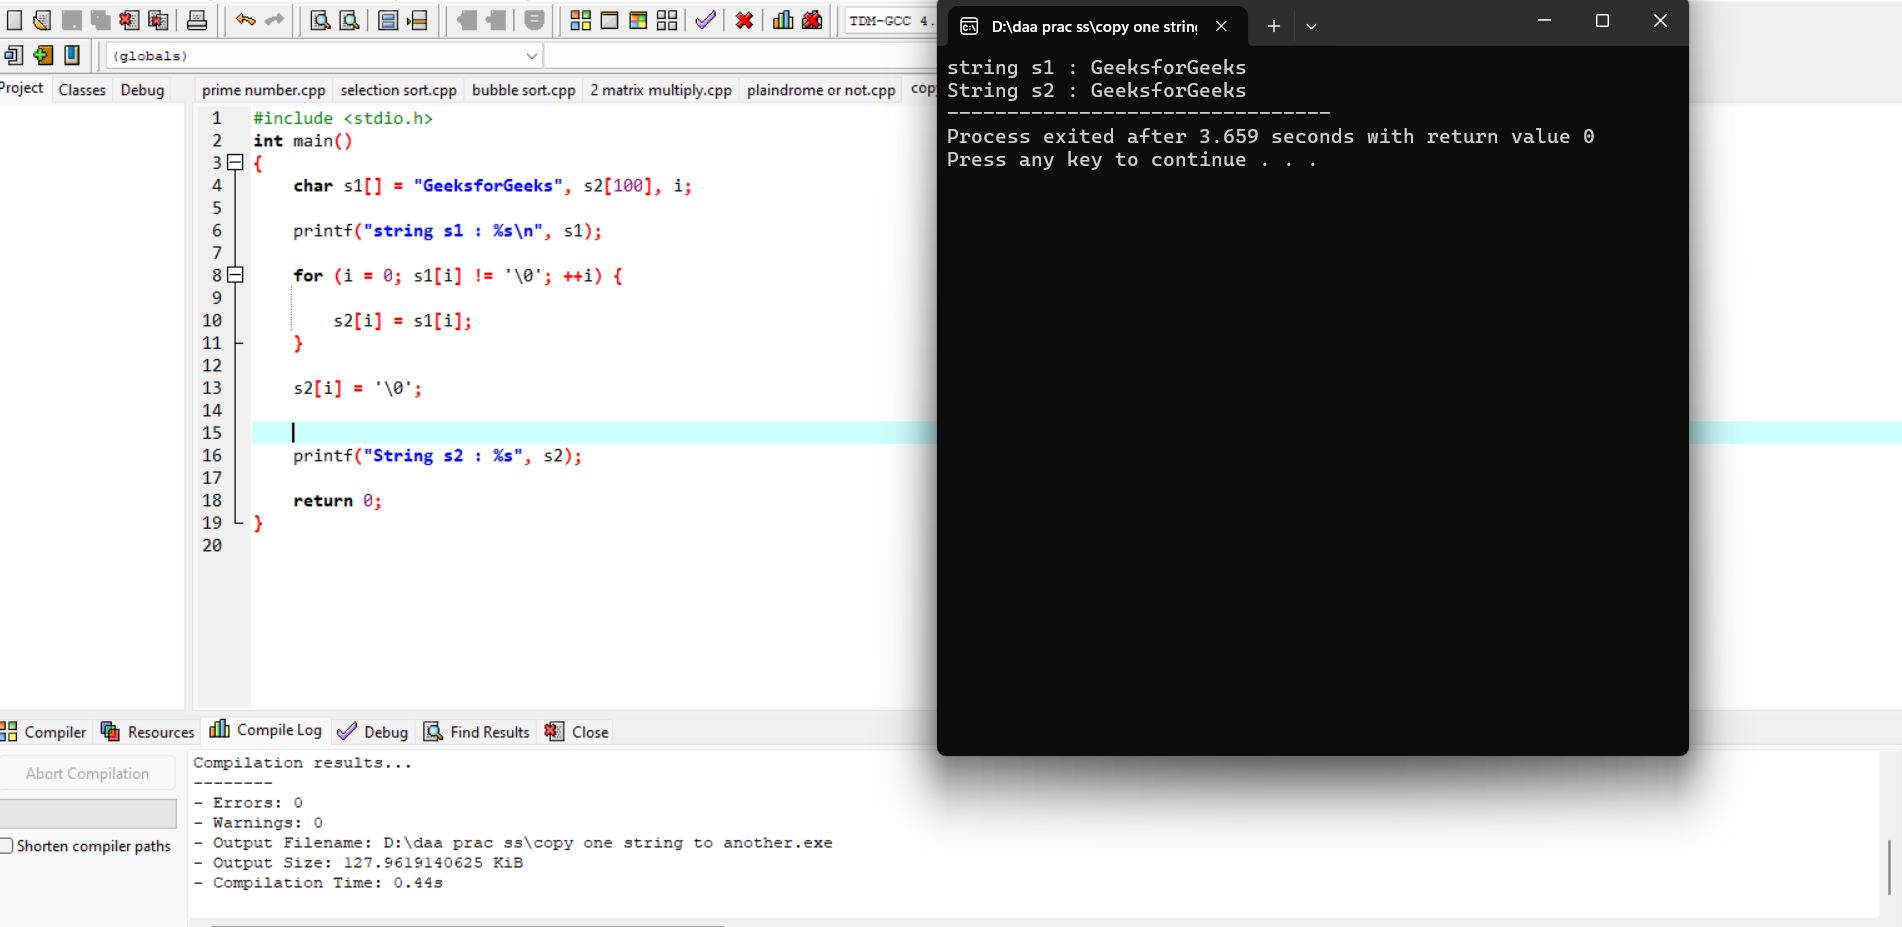 TDM-GCC 4.
(globals)
Project Classes Debug
prime number.cpp selection sort.cpp bubble sort.cpp 2 matrix multiply.cpp plaindrome or not.cpp cop
1 #include <stdio.h>
2 int main()
3 {
4 char s1[] = "GeeksforGeeks", s2[100], i;
5
6 printf("string s1 : %s\n", s1);
7
8 for (i = 0; s1[i] != '\0'; ++i) {
9
10 s2[i] = s1[i];
11 }
12
13 s2[i] = '\0';
14
15
16 printf("String s2 : %s", s2);
17
18 return 0;
19 }
20
D:\daa prac ss\copy one string
string s1 : GeeksforGeeks
String s2 : GeeksforGeeks
--------------------------------
Process exited after 3.659 seconds with return value 0
Press any key to continue . . .
Compiler Resources Compile Log Debug Find Results Close
Abort Compilation
Shorten compiler paths
Compilation results...
--------
- Errors: 0
- Warnings: 0
- Output Filename: D:\daa prac ss\copy one string to another.exe
- Output Size: 127.9619140625 KiB
- Compilation Time: 0.44s